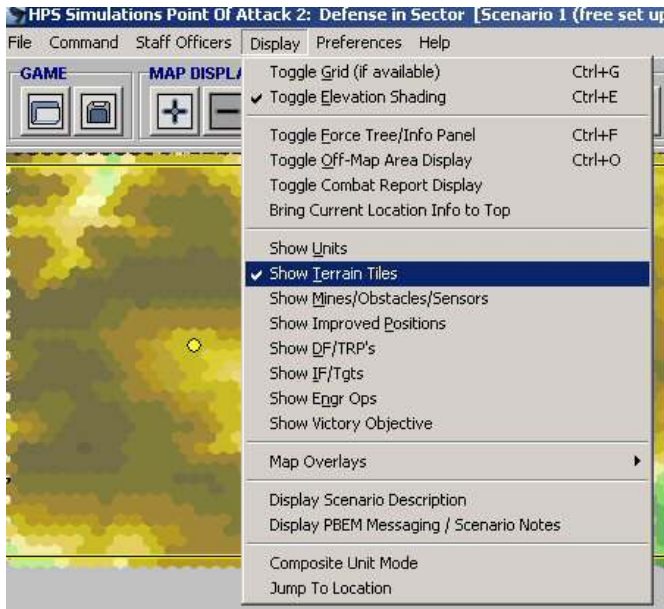 HPS Simulations Point Of Attack 2: Defense in Sector [Scenario 1 (free set up
File Command Staff Officers Display Preferences Help
GAME MAP DISPLA
Toggle Grid (if available) Ctrl+G
Toggle Elevation Shading Ctrl+E
Toggle Force Tree/Info Panel Ctrl+F
Toggle Off-Map Area Display Ctrl+O
Toggle Combat Report Display
Bring Current Location Info to Top
Show Units
Show Terrain Tiles
Show Mines/Obstacles/Sensors
Show Improved Positions
Show DF/TRP's
Show IF/Tgts
Show Engr Ops
Show Victory Objective
Map Overlays
Display Scenario Description
Display PBEM Messaging / Scenario Notes
Composite Unit Mode
Jump To Location